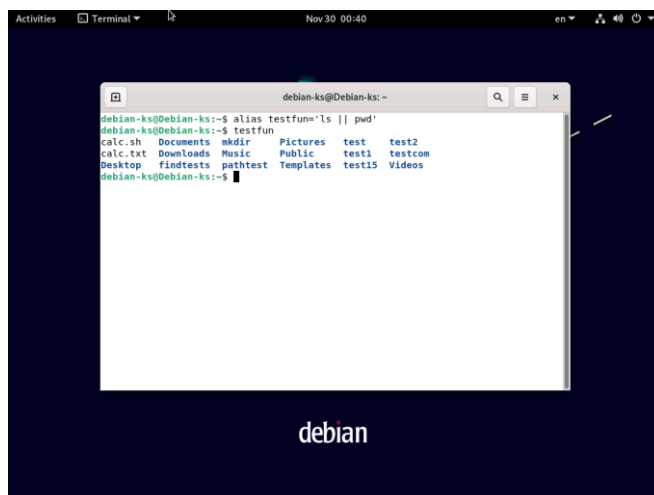 Activities Terminal Nov 30 00:40 en
debian-ks@Debian-ks: ~
debian-ks@Debian-ks:~$ alias testfun='ls || pwd'
debian-ks@Debian-ks:~$ testfun
calc.sh Documents mkdir Pictures test test2
calc.txt Downloads Music Public test1 testcom
Desktop findtests pathtest Templates test15 Videos
debian-ks@Debian-ks:~$
debian